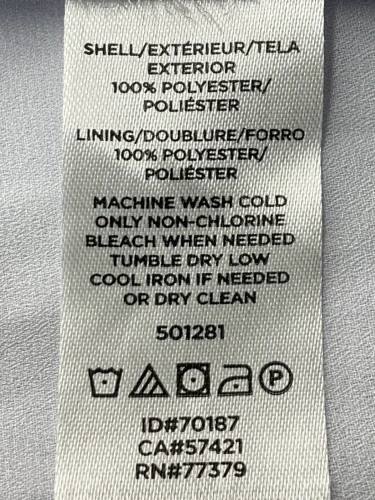 SHELL/EXTÉRIEUR/TELA
EXTERIOR
100% POLYESTER/
POLIÉSTER
LINING/DOUBLURE/FORRO
100% POLYESTER/
POLIÉSTER
MACHINE WASH COLD
ONLY NON-CHLORINE
BLEACH WHEN NEEDED
TUMBLE DRY LOW
COOL IRON IF NEEDED
OR DRY CLEAN
501281
P
ID#70187
CA#57421
RN#77379